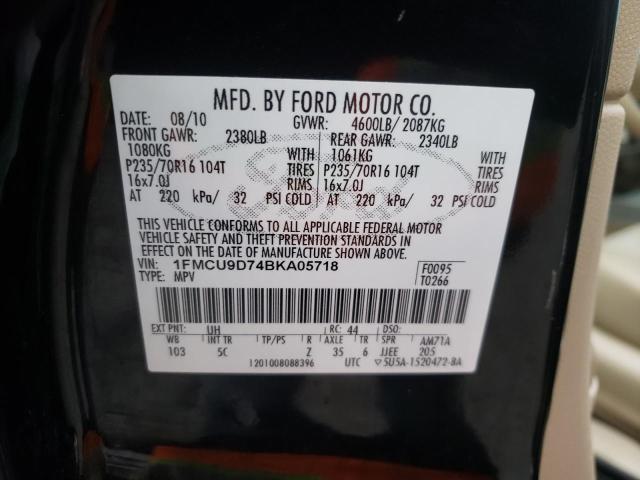 MFD. BY FORD MOTOR CO.
DATE: 08/10 GVWR: 4600LB/ 2087KG
FRONT GAWR: 2380LB REAR GAWR: 2340LB
1080KG WITH 1061KG WITH
P235/70R16 104T TIRES P235/70R16 104T TIRES
16x7.0J RIMS 16x7.0J RIMS
AT 220 kPa/ 32 PSI COLD AT 220 kPa/ 32 PSI COLD
THIS VEHICLE CONFORMS TO ALL APPLICABLE FEDERAL MOTOR
VEHICLE SAFETY AND THEFT PREVENTION STANDARDS IN
EFFECT ON THE DATE OF MANUFACTURE SHOWN ABOVE.
VIN: 1FMCU9D74BKA05718 F0095
TYPE: MPV T0266
EXT PNT: UH RC: 44 DSO:
WB INT TR TP/PS R AXLE TR SPR AM71A
103 5C Z 35 6 JJEE 205
1201008088396 UTC 5U5A-1520472-BA